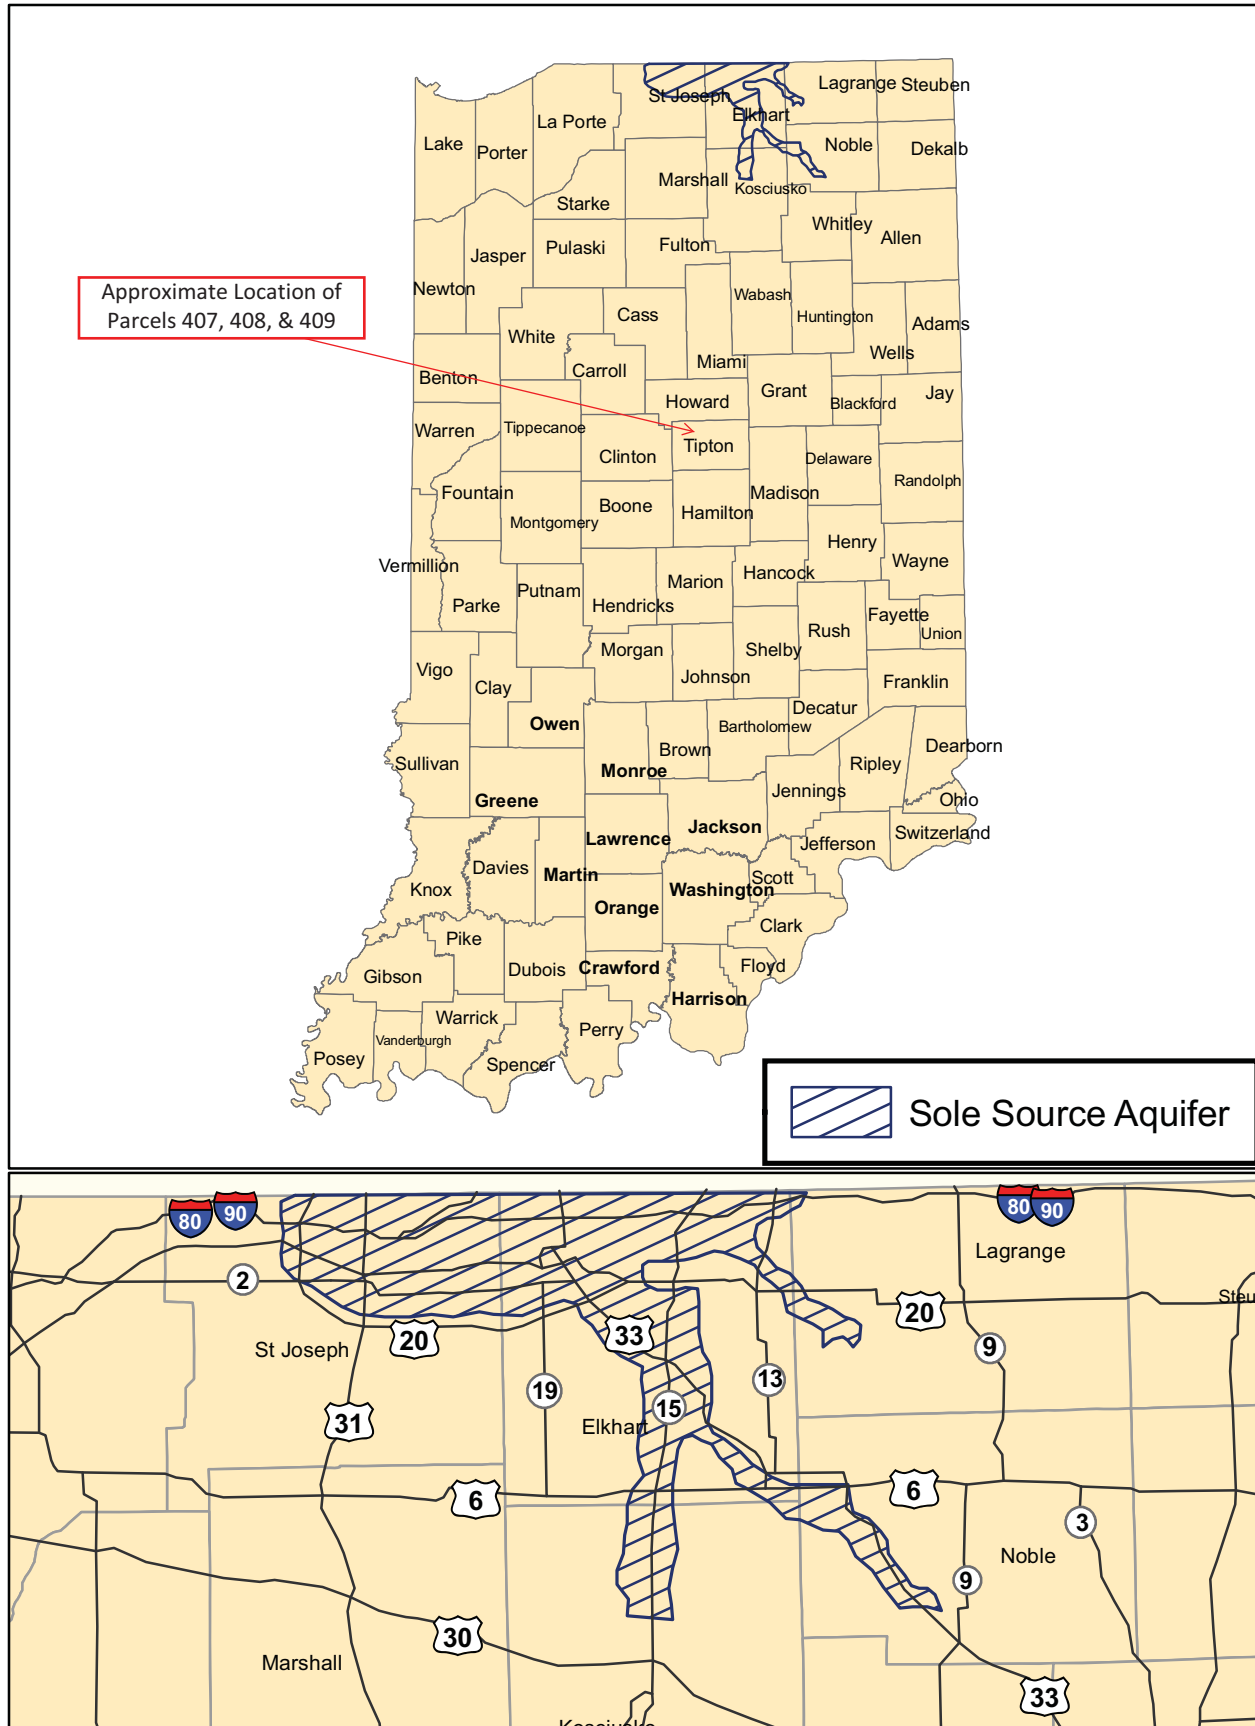 Lagrange Steuben
St Joseph
Elkhart
La Porte
Lake
Porter
Noble
Dekalb
Marshall
Kosciusko
Starke
Whitley
Allen
Jasper
Pulaski
Fulton
Newton
Wabash
Huntington
Adams
Approximate Location of
Parcels 407, 408, & 409
White
Cass
Miami
Wells
Benton
Carroll
Grant
Blackford
Jay
Howard
Warren
Tippecanoe
Clinton
Tipton
Delaware
Randolph
Fountain
Montgomery
Boone
Hamilton
Madison
Henry
Wayne
Vermillion
Parke
Putnam
Hendricks
Marion
Hancock
Fayette
Union
Rush
Morgan
Shelby
Vigo
Clay
Johnson
Franklin
Owen
Decatur
Bartholomew
Brown
Dearborn
Sullivan
Monroe
Ripley
Jennings
Greene
Ohio
Jackson
Switzerland
Lawrence
Jefferson
Davies
Martin
Scott
Knox
Washington
Orange
Clark
Pike
Dubois
Crawford
Floyd
Gibson
Harrison
Warrick
Vanderburgh
Perry
Posey
Spencer
Sole Source Aquifer
80
90
80
90
Lagrange
2
Steu
20
33
20
9
St Joseph
19
13
15
31
Elkhart
6
6
3
Noble
9
30
Marshall
33
Kosciusko